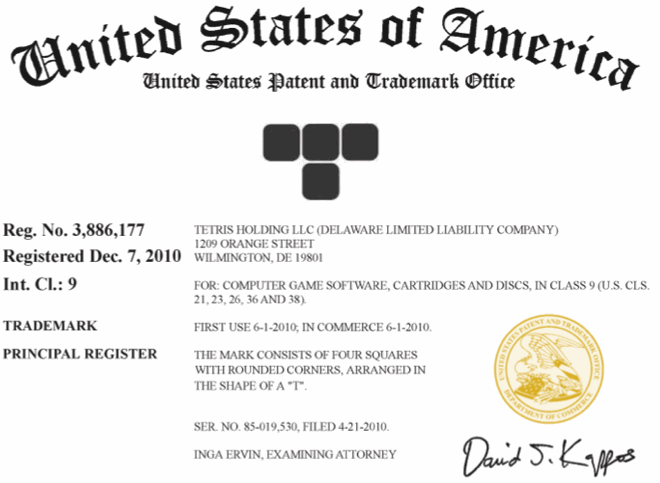 United States of America
United States Patent and Trademark Office
Reg. No. 3,886,177
Registered Dec. 7, 2010
Int. Cl.: 9
TRADEMARK
PRINCIPAL REGISTER
TETRIS HOLDING LLC (DELAWARE LIMITED LIABILITY COMPANY)
1209 ORANGE STREET
WILMINGTON, DE 19801
FOR: COMPUTER GAME SOFTWARE, CARTRIDGES AND DISCS, IN CLASS 9 (U.S. CLS.
21, 23, 26, 36 AND 38).
FIRST USE 6-1-2010; IN COMMERCE 6-1-2010.
THE MARK CONSISTS OF FOUR SQUARES
WITH ROUNDED CORNERS, ARRANGED IN
THE SHAPE OF A "T".
SER. NO. 85-019,530, FILED 4-21-2010.
INGA ERVIN, EXAMINING ATTORNEY
UNITED STATES PATENT AND TRADEMARK OFFICE
DEPARTMENT OF COMMERCE
David J. Kappos